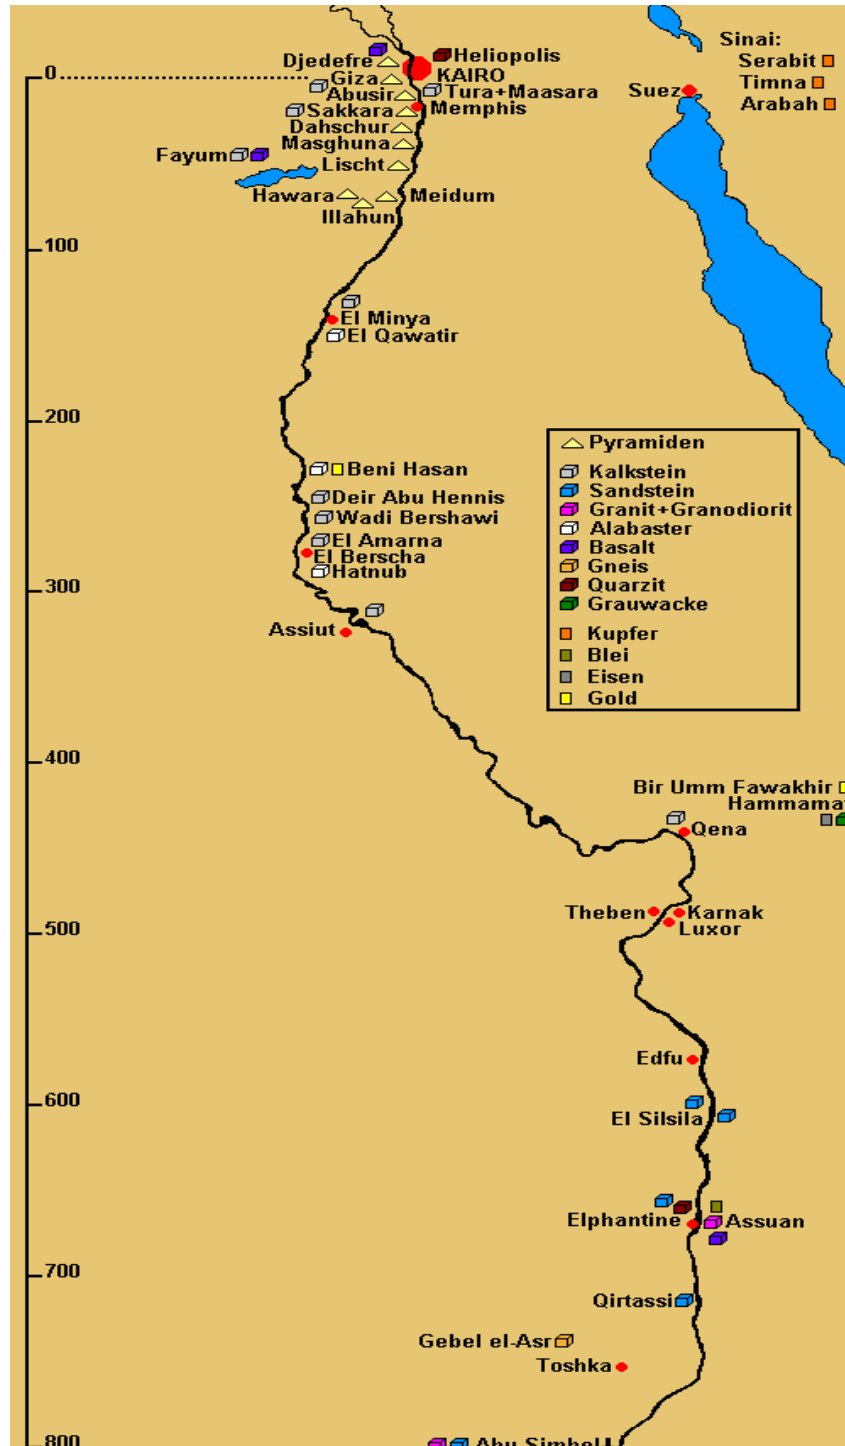 Sinai:
Heliopolis
Djedefre
Serabit
0
KAIRO
Giza
Timna
Suez
Tura+Maasara
Abusir
Arabah
Sakkara
Memphis
Dahschur
Masghuna
Fayum
Lischt
Hawara
Meidum
Illahun
100
El Minya
El Qawatir
200
Pyramiden
Beni Hasan
Kalkstein
Sandstein
Deir Abu Hennis
Granit+Granodiorit
Wadi Bershawi
Alabaster
El Amarna
Basalt
El Berscha
Gneis
Hatnub
300
Quarzit
Grauwacke
Assiut
Kupfer
Blei
Eisen
Gold
400
Bir Umm Fawakhir
Qena
Theben
Karnak
Luxor
500
Edfu
600
El Silsila
Elphantine
Assuan
700
Qirtassi
Gebel el-Asr
Toshka
800
Abu Simbel